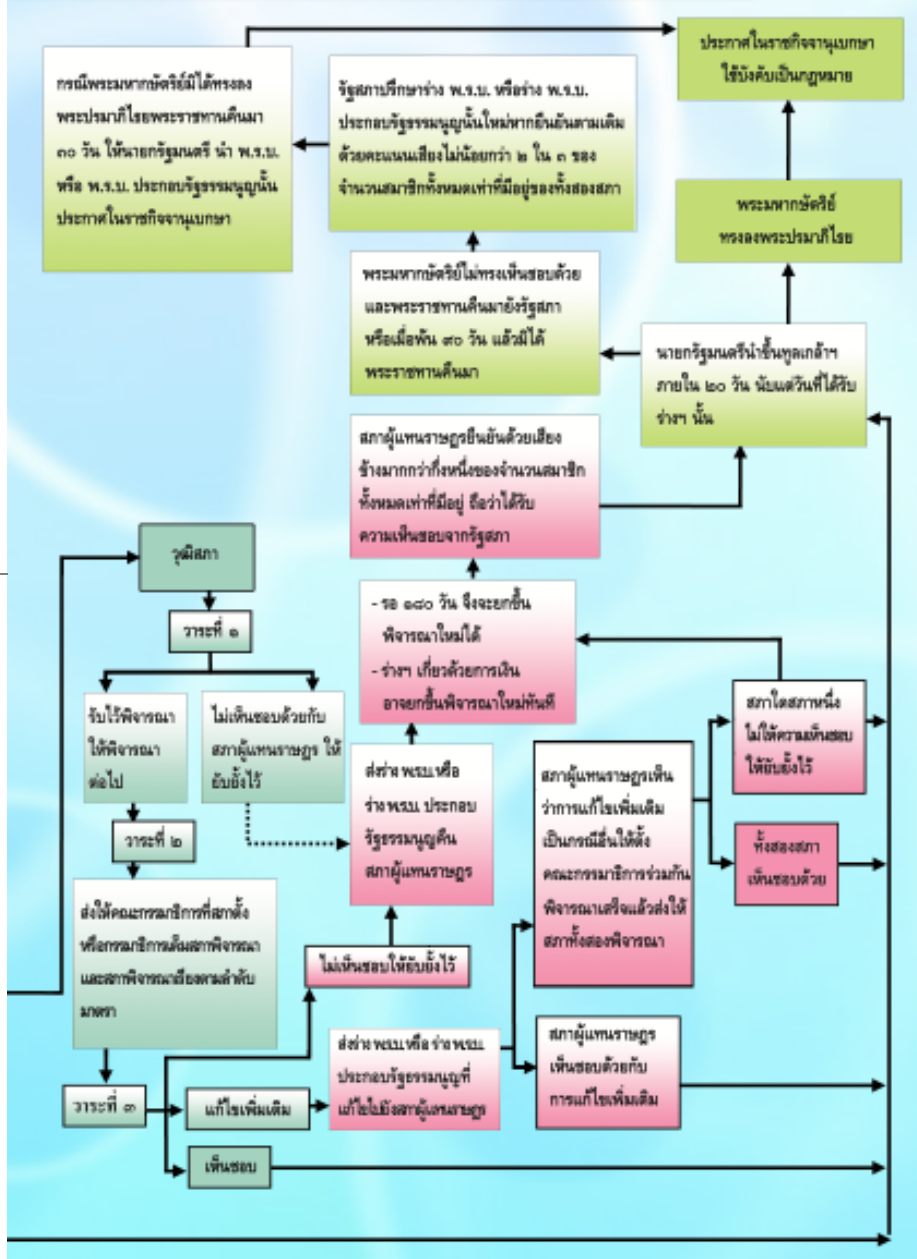 ประกาศในราชกิจจานุเบกษา
ใช้บังคับเป็นกฎหมาย
กรณีพระมหากษัตริย์มิได้ทรงลง
พระปรมาภิไธยพระราชทานคืนมา
๓๐ วัน ให้นายกรัฐมนตรี นำ พ.ร.บ.
หรือ พ.ร.บ. ประกอบรัฐธรรมนูญนั้น
ประกาศในราชกิจจานุเบกษา
รัฐสภาปรึกษาร่าง พ.ร.บ. หรือร่าง พ.ร.บ.
ประกอบรัฐธรรมนูญนั้นใหม่หากยืนยันตามเดิม
ด้วยคะแนนเสียงไม่น้อยกว่า ๒ ใน ๓ ของ
จำนวนสมาชิกทั้งหมดเท่าที่มีอยู่ของทั้งสองสภา
พระมหากษัตริย์
ทรงลงพระปรมาภิไธย
พระมหากษัตริย์ไม่ทรงเห็นชอบด้วย
และพระราชทานคืนมายังรัฐสภา
หรือเมื่อพ้น ๙๐ วัน แล้วมิได้
พระราชทานคืนมา
นายกรัฐมนตรีนำขึ้นทูลเกล้าฯ
ภายใน ๒๐ วัน นับแต่วันที่ได้รับ
ร่างฯ นั้น
สภาผู้แทนราษฎรยืนยันด้วยเสียง
ข้างมากกว่ากึ่งหนึ่งของจำนวนสมาชิก
ทั้งหมดเท่าที่มีอยู่ ถือว่าได้รับ
ความเห็นชอบจากรัฐสภา
วุฒิสภา
วาระที่ ๑
- รอ ๑๘๐ วัน จึงจะยกขึ้น
พิจารณาใหม่ได้
- ร่างฯ เกี่ยวด้วยการเงิน
อาจยกขึ้นพิจารณาใหม่ทันที
รับไว้พิจารณา
ให้พิจารณา
ต่อไป
ไม่เห็นชอบด้วยกับ
สภาผู้แทนราษฎร ให้
ยับยั้งไว้
ส่งร่าง พ.ร.บ. หรือ
ร่าง พ.ร.บ. ประกอบ
รัฐธรรมนูญคืน
สภาผู้แทนราษฎร
สภาใดสภาหนึ่ง
ไม่ให้ความเห็นชอบ
ให้ยับยั้งไว้
สภาผู้แทนราษฎรเห็น
ว่าการแก้ไขเพิ่มเติม
เป็นกรณีอื่นให้ตั้ง
คณะกรรมาธิการร่วมกัน
พิจารณาเสร็จแล้วส่งให้
สภาทั้งสองพิจารณา
ทั้งสองสภา
เห็นชอบด้วย
วาระที่ ๒
ส่งให้คณะกรรมาธิการที่สภาตั้ง
หรือกรรมาธิการเต็มสภาพิจารณา
และสภาพิจารณาเรียงตามลำดับ
มาตรา
ไม่เห็นชอบให้ยับยั้งไว้
ส่งร่าง พ.ร.บ. หรือ ร่าง พ.ร.บ.
ประกอบรัฐธรรมนูญที่
แก้ไขไปยังสภาผู้แทนราษฎร
สภาผู้แทนราษฎร
เห็นชอบด้วยกับ
การแก้ไขเพิ่มเติม
วาระที่ ๓
แก้ไขเพิ่มเติม
เห็นชอบ